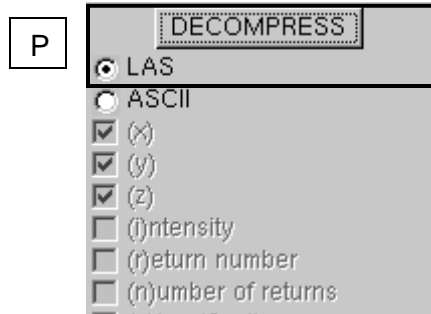 P
DECOMPRESS
LAS
ASCII
(x)
(y)
(z)
(i)ntensity
(r)eturn number
(n)umber of returns